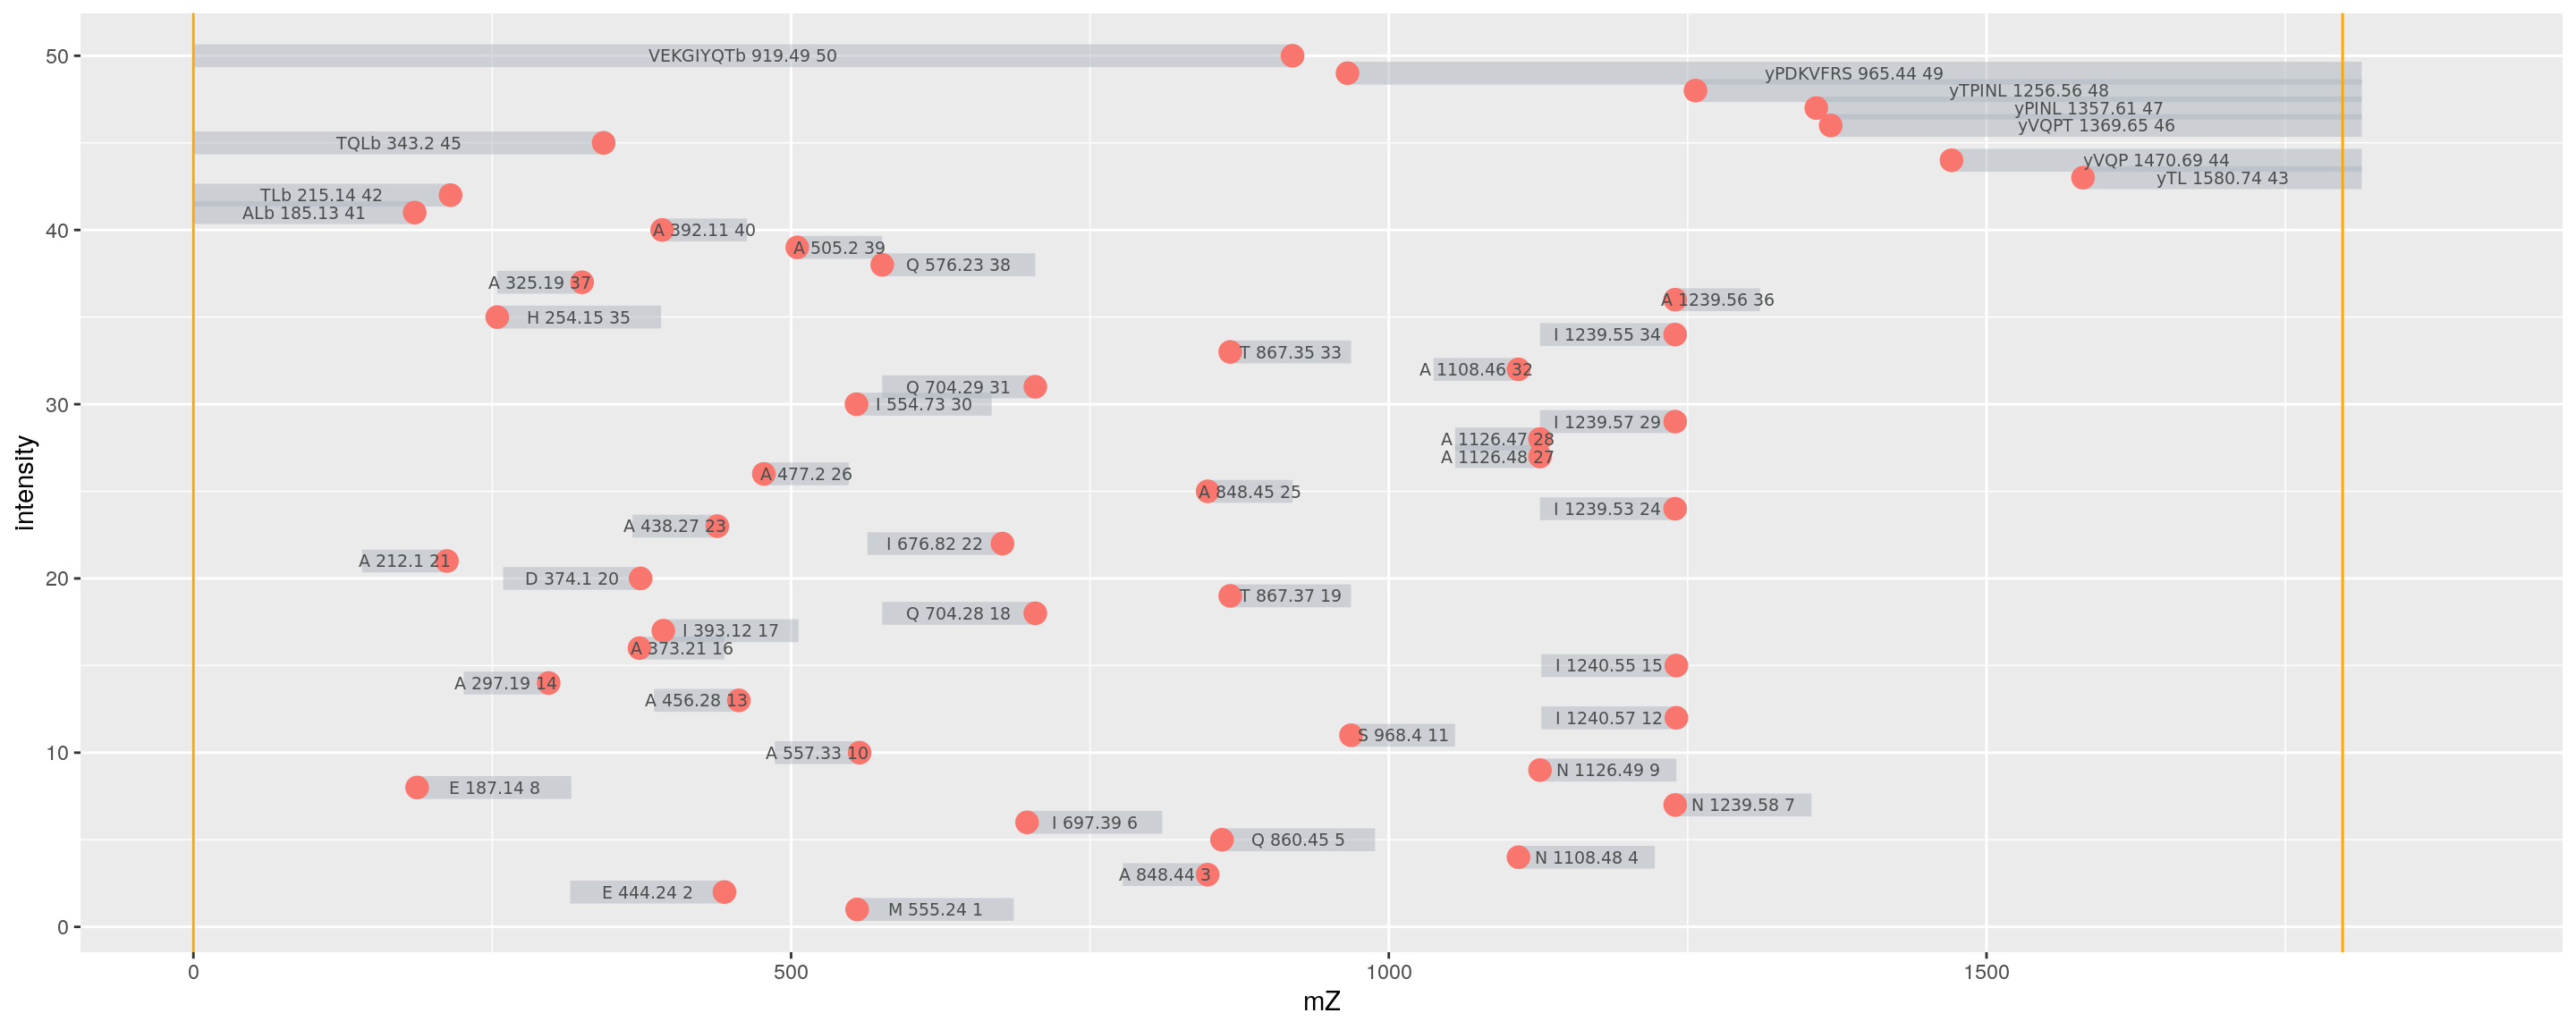 50
VEKGIYQTb 919.49 50
yPDKVFRS 965.44 49
yTPINL 1256.56 48
yPINL 1357.61 47
yVQPT 1369.65 46
TQLb 343.2 45
yVQP 1470.69 44
yTL 1580.74 43
TLb 215.14 42
ALb 185.13 41
40
A 392.11 40
A 505.2 39
Q 576.23 38
A 325.19 37
A 1239.56 36
H 254.15 35
I 1239.55 34
T 867.35 33
A 1108.46 32
Q 704.29 31
30
I 554.73 30
I 1239.57 29
A 1126.47 28
A 1126.48 27
A 477.2 26
A 848.45 25
I 1239.53 24
A 438.27 23
I 676.82 22
A 212.1 21
20
D 374.1 20
T 867.37 19
Q 704.28 18
I 393.12 17
A 373.21 16
I 1240.55 15
A 297.19 14
A 456.28 13
I 1240.57 12
S 968.4 11
10
A 557.33 10
N 1126.49 9
E 187.14 8
N 1239.58 7
I 697.39 6
Q 860.45 5
N 1108.48 4
A 848.44 3
E 444.24 2
M 555.24 1
0
intensity
0 500 1000 1500
mZ